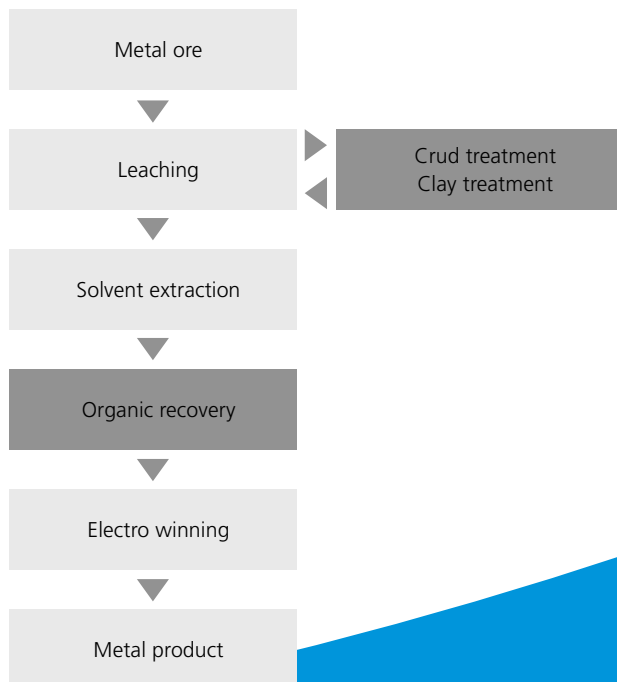 Metal ore
Leaching
Crud treatment
Clay treatment
Solvent extraction
Organic recovery
Electro winning
Metal product